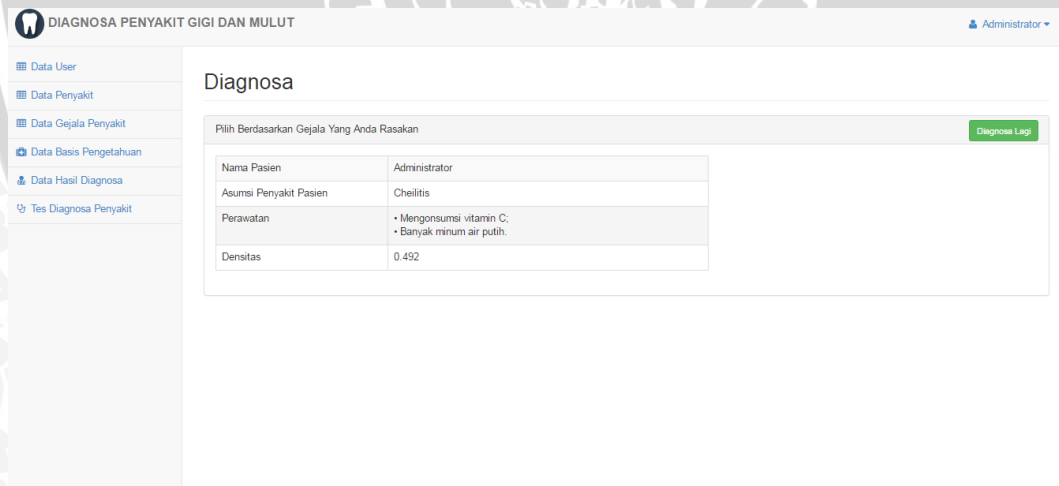 DIAGNOSA PENYAKIT GIGI DAN MULUT
Administrator
Data User
Data Penyakit
Data Gejala Penyakit
Data Basis Pengetahuan
Data Hasil Diagnosa
Tes Diagnosa Penyakit
Diagnosa
Pilih Berdasarkan Gejala Yang Anda Rasakan
Diagnosa Lagi
Nama Pasien Administrator
Asumsi Penyakit Pasien Cheilitis
Perawatan • Mengonsumsi vitamin C;
• Banyak minum air putih.
Densitas 0.492